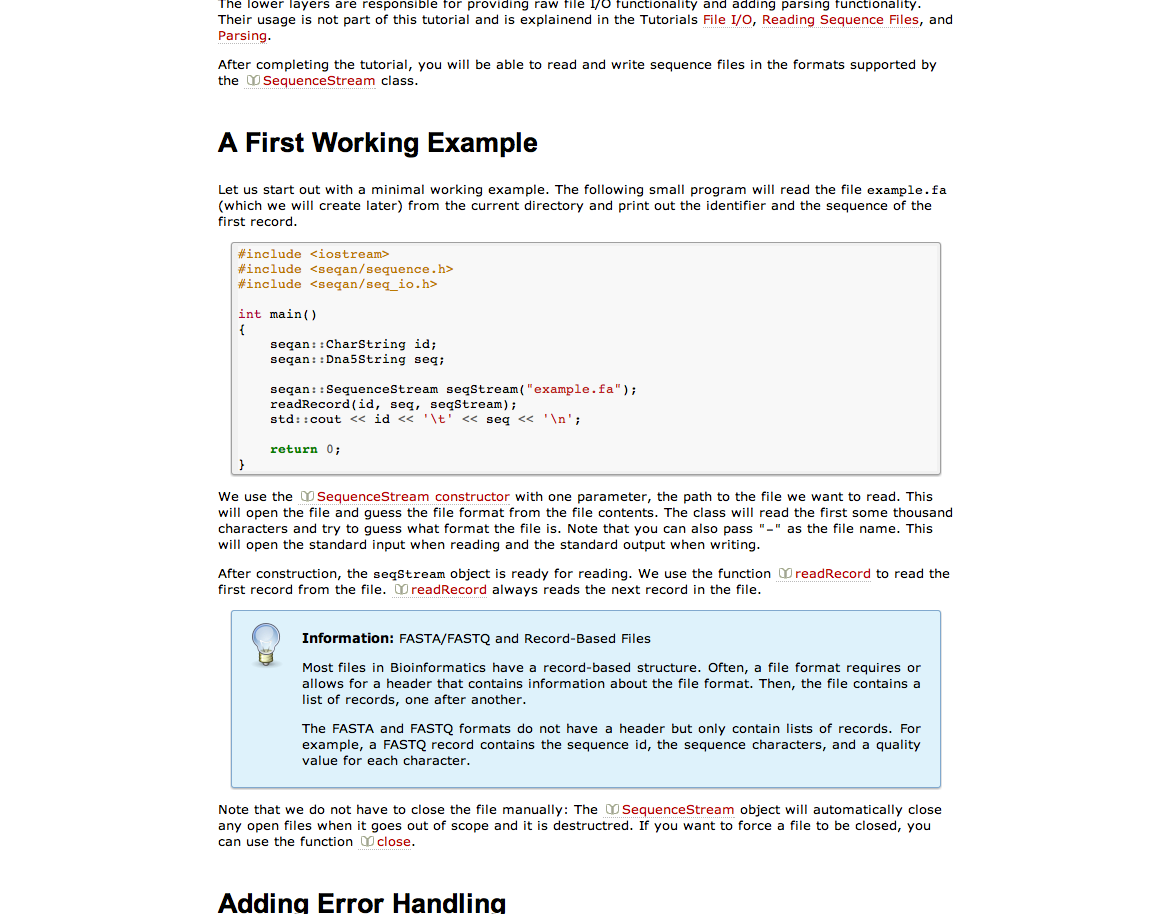 The lower layers are responsible for providing raw file I/O functionality and adding parsing functionality.
Their usage is not part of this tutorial and is explainend in the Tutorials File I/O, Reading Sequence Files, and
Parsing.
After completing the tutorial, you will be able to read and write sequence files in the formats supported by
the SequenceStream class.
A First Working Example
Let us start out with a minimal working example. The following small program will read the file example.fa
(which we will create later) from the current directory and print out the identifier and the sequence of the
first record.
#include <iostream>
#include <seqan/sequence.h>
#include <seqan/seq_io.h>
int main()
{
    seqan::CharString id;
    seqan::Dna5String seq;
    seqan::SequenceStream seqStream("example.fa");
    readRecord(id, seq, seqStream);
    std::cout << id << '\t' << seq << '\n';
    return 0;
}
We use the SequenceStream constructor with one parameter, the path to the file we want to read. This
will open the file and guess the file format from the file contents. The class will read the first some thousand
characters and try to guess what format the file is. Note that you can also pass "-" as the file name. This
will open the standard input when reading and the standard output when writing.
After construction, the seqStream object is ready for reading. We use the function readRecord to read the
first record from the file. readRecord always reads the next record in the file.
Information: FASTA/FASTQ and Record-Based Files
Most files in Bioinformatics have a record-based structure. Often, a file format requires or
allows for a header that contains information about the file format. Then, the file contains a
list of records, one after another.
The FASTA and FASTQ formats do not have a header but only contain lists of records. For
example, a FASTQ record contains the sequence id, the sequence characters, and a quality
value for each character.
Note that we do not have to close the file manually: The SequenceStream object will automatically close
any open files when it goes out of scope and it is destructred. If you want to force a file to be closed, you
can use the function close.
Adding Error Handling